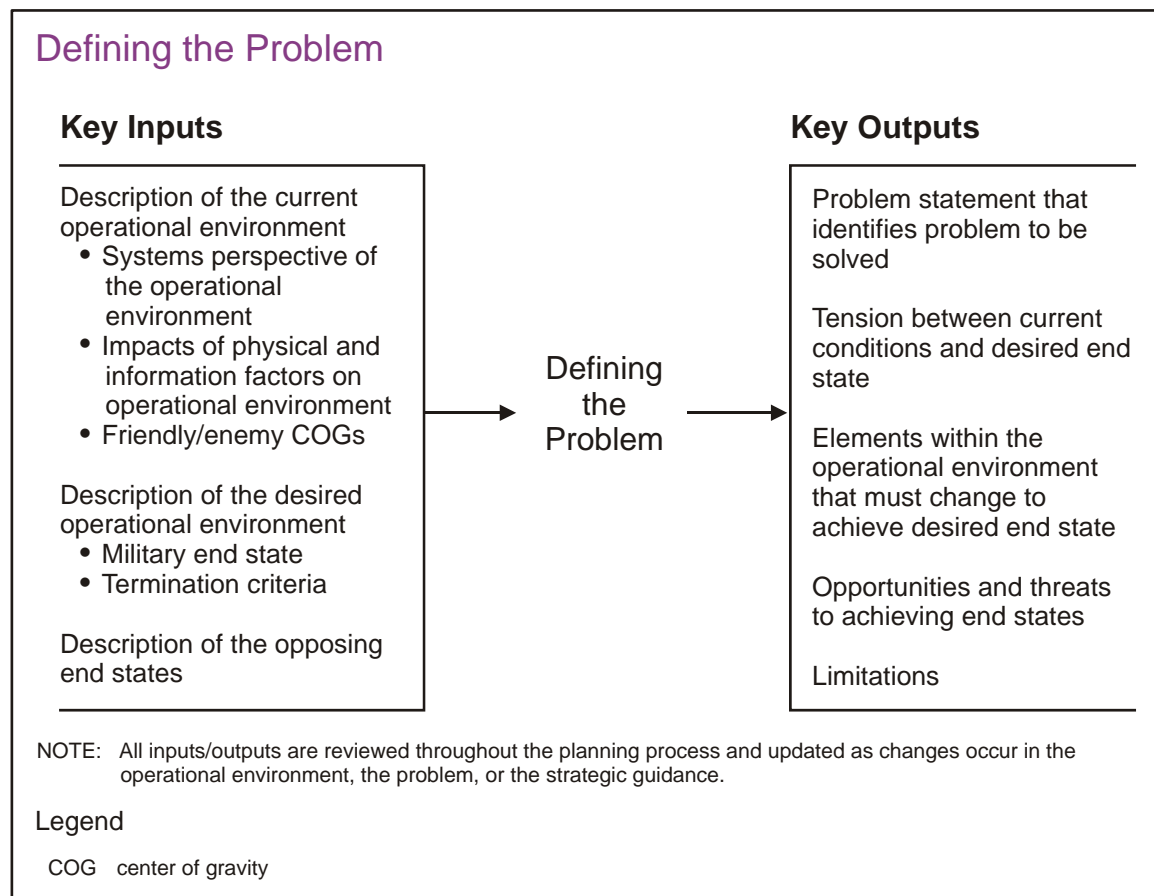 Defining the Problem
Key Inputs
Description of the current
operational environment
• Systems perspective of
the operational
environment
• Impacts of physical and
information factors on
operational environment
• Friendly/enemy COGs
Description of the desired
operational environment
• Military end state
• Termination criteria
Description of the opposing
end states
Defining
the
Problem
Key Outputs
Problem statement that
identifies problem to be
solved
Tension between current
conditions and desired end
state
Elements within the
operational environment
that must change to
achieve desired end state
Opportunities and threats
to achieving end states
Limitations
NOTE: All inputs/outputs are reviewed throughout the planning process and updated as changes occur in the
operational environment, the problem, or the strategic guidance.
Legend
COG center of gravity